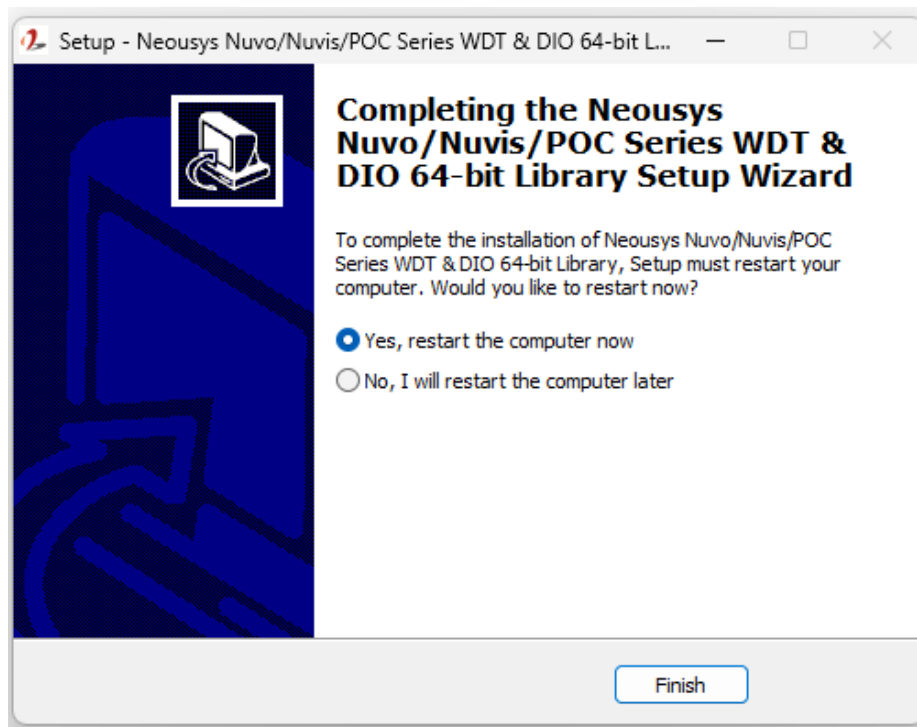 Setup - Neousys Nuvo/Nuvis/POC Series WDT & DIO 64-bit L...
Completing the Neousys
Nuvo/Nuvis/POC Series WDT &
DIO 64-bit Library Setup Wizard
To complete the installation of Neousys Nuvo/Nuvis/POC
Series WDT & DIO 64-bit Library, Setup must restart your
computer. Would you like to restart now?
Yes, restart the computer now
No, I will restart the computer later
Finish